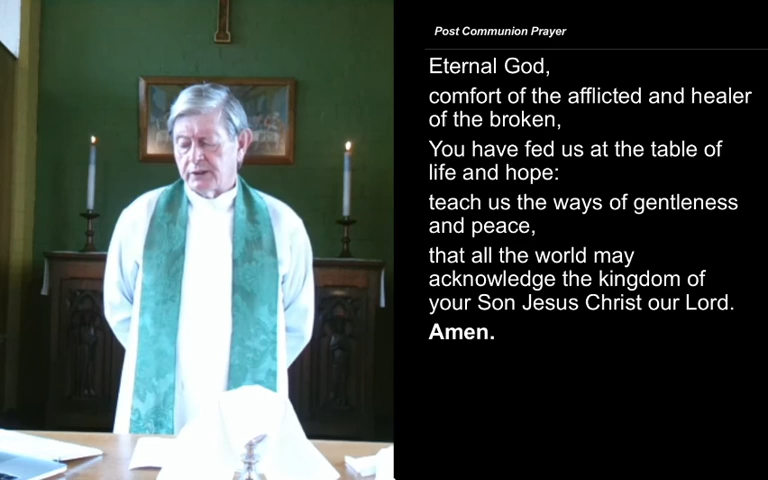 Post Communion Prayer
Eternal God,
comfort of the afflicted and healer
of the broken,
You have fed us at the table of
life and hope:
teach us the ways of gentleness
and peace,
that all the world may
acknowledge the kingdom of
your Son Jesus Christ our Lord.
Amen.